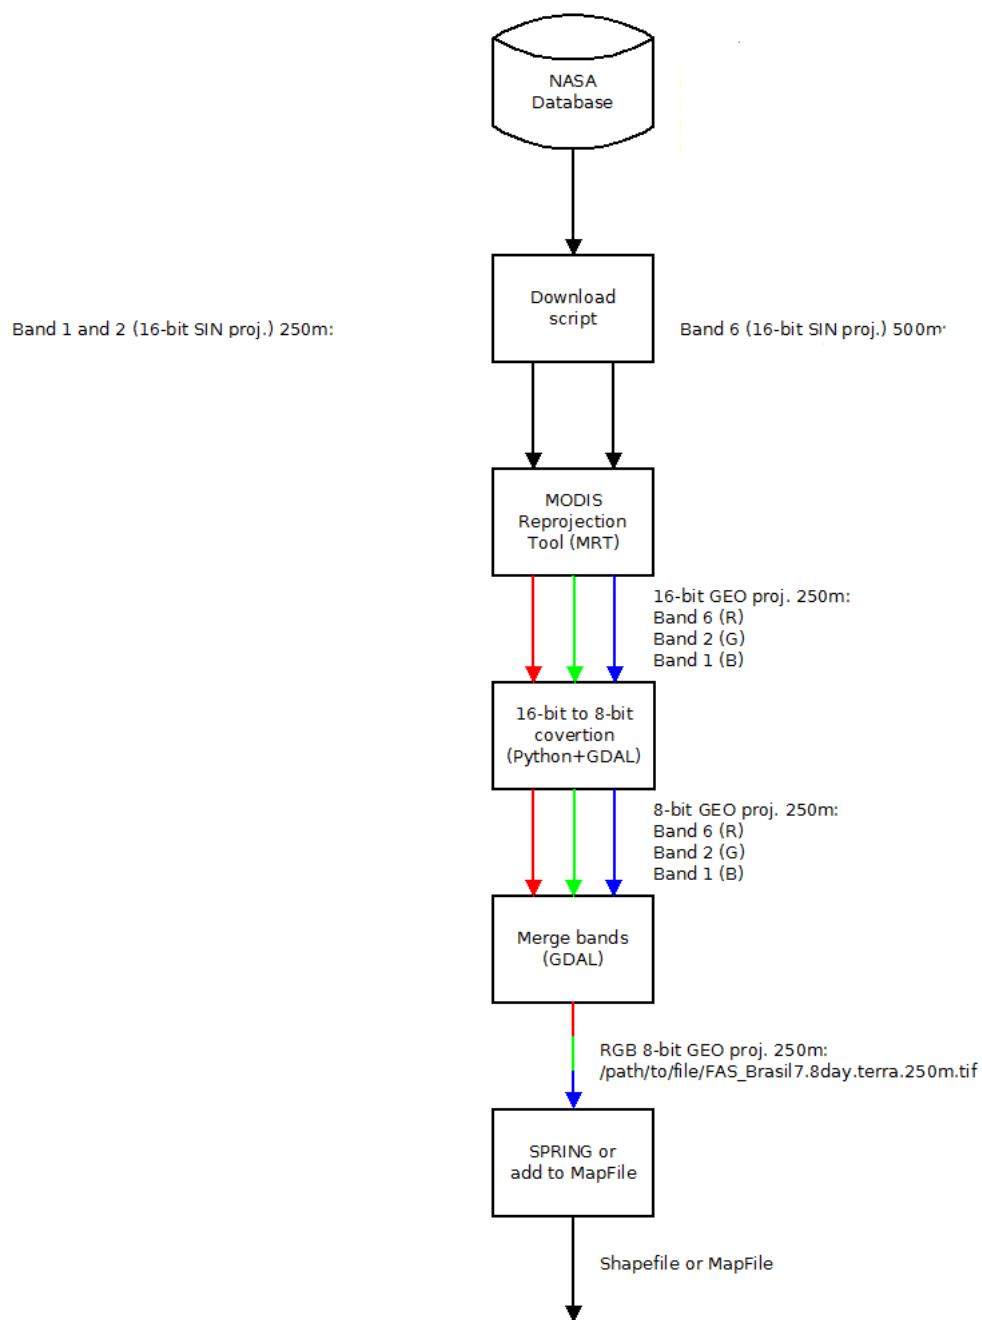 NASA
Database
Download
script
Band 1 and 2 (16-bit SIN proj.) 250m:
Band 6 (16-bit SIN proj.) 500m:
MODIS
Reprojection
Tool (MRT)
16-bit GEO proj. 250m:
Band 6 (R)
Band 2 (G)
Band 1 (B)
16-bit to 8-bit
covertion
(Python+GDAL)
8-bit GEO proj. 250m:
Band 6 (R)
Band 2 (G)
Band 1 (B)
Merge bands
(GDAL)
RGB 8-bit GEO proj. 250m:
/path/to/file/FAS_Brasil7.8day.terra.250m.tif
SPRING or
add to MapFile
Shapefile or MapFile